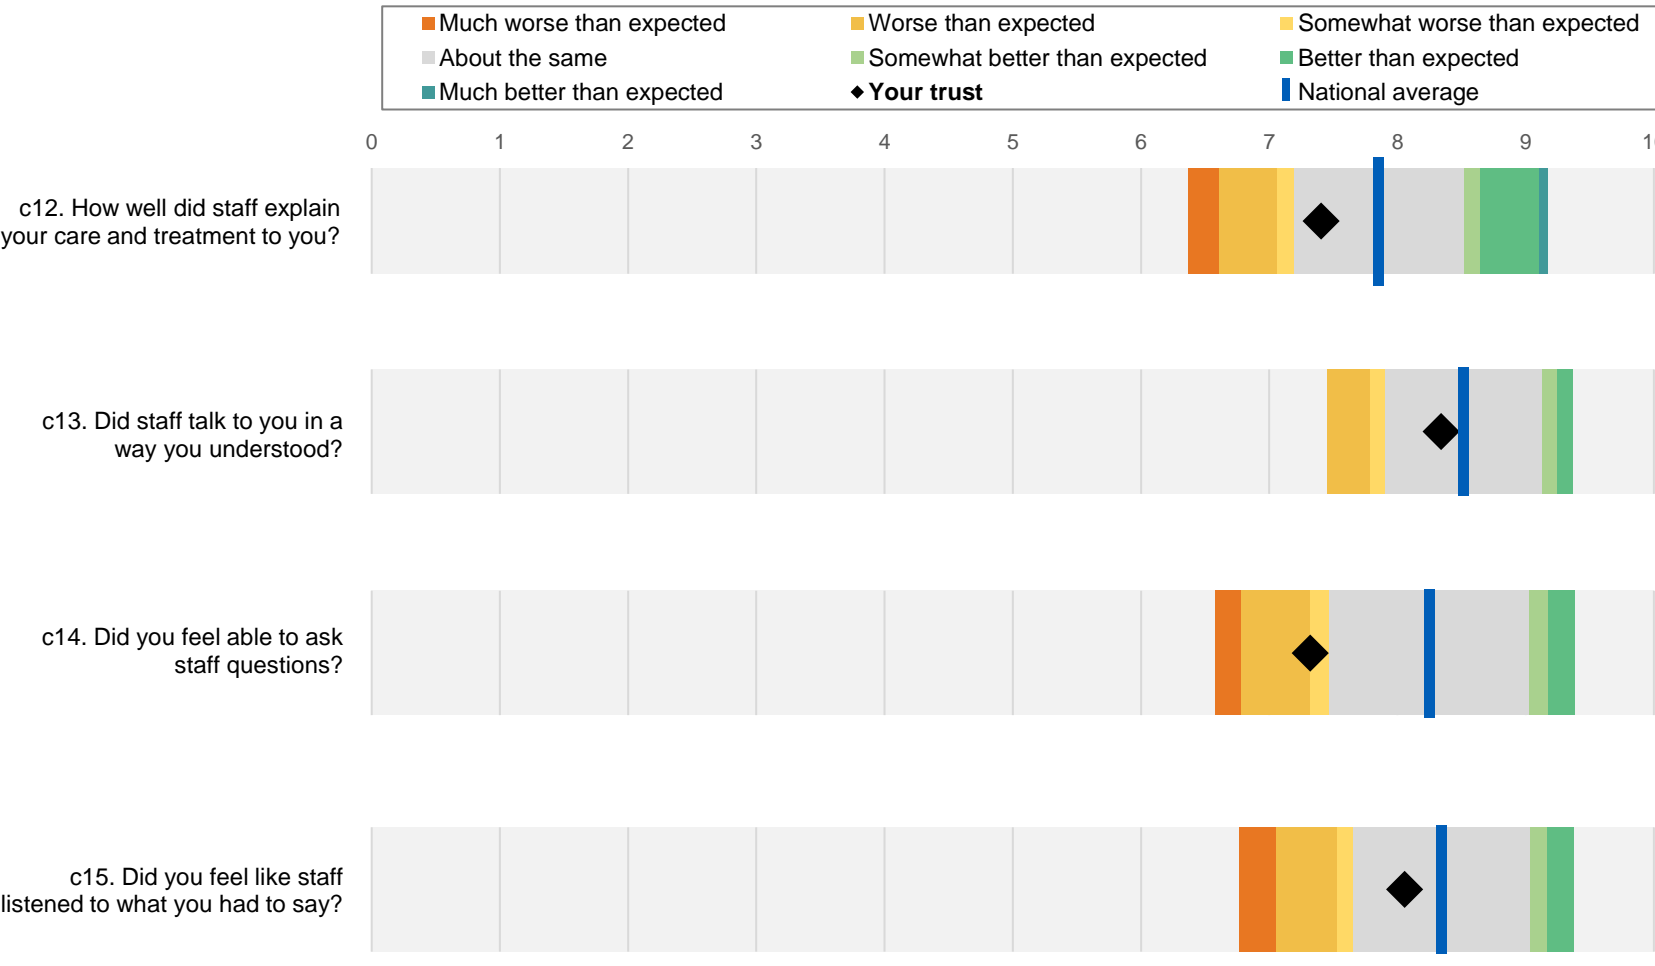 Much worse than expected
Worse than expected
Somewhat worse than expected
About the same
Somewhat better than expected
Better than expected
Much better than expected
Your trust
National average
0 1 2 3 4 5 6 7 8 9
c12. How well did staff explain
your care and treatment to you?
c13. Did staff talk to you in a
way you understood?
c14. Did you feel able to ask
staff questions?
c15. Did you feel like staff
listened to what you had to say?